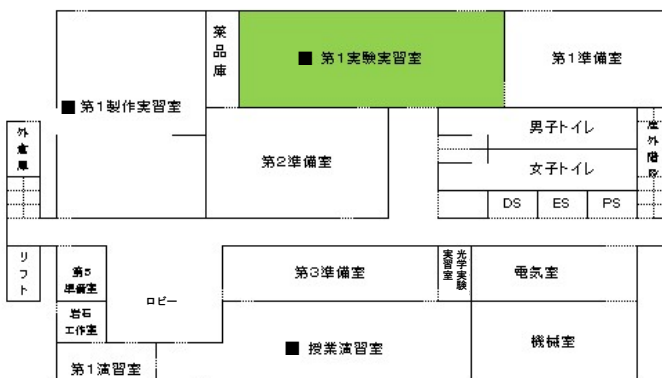 薬品庫
■ 第1実験実習室
第1準備室
■ 第1製作実習室
外倉庫
男子トイレ
屋外階段
第2準備室
女子トイレ
DS
ES
PS
リフト
第5
準備室
ロビー
第3準備室
光学実験
実習室
電気室
岩石
工作室
■ 授業演習室
機械室
第1演習室